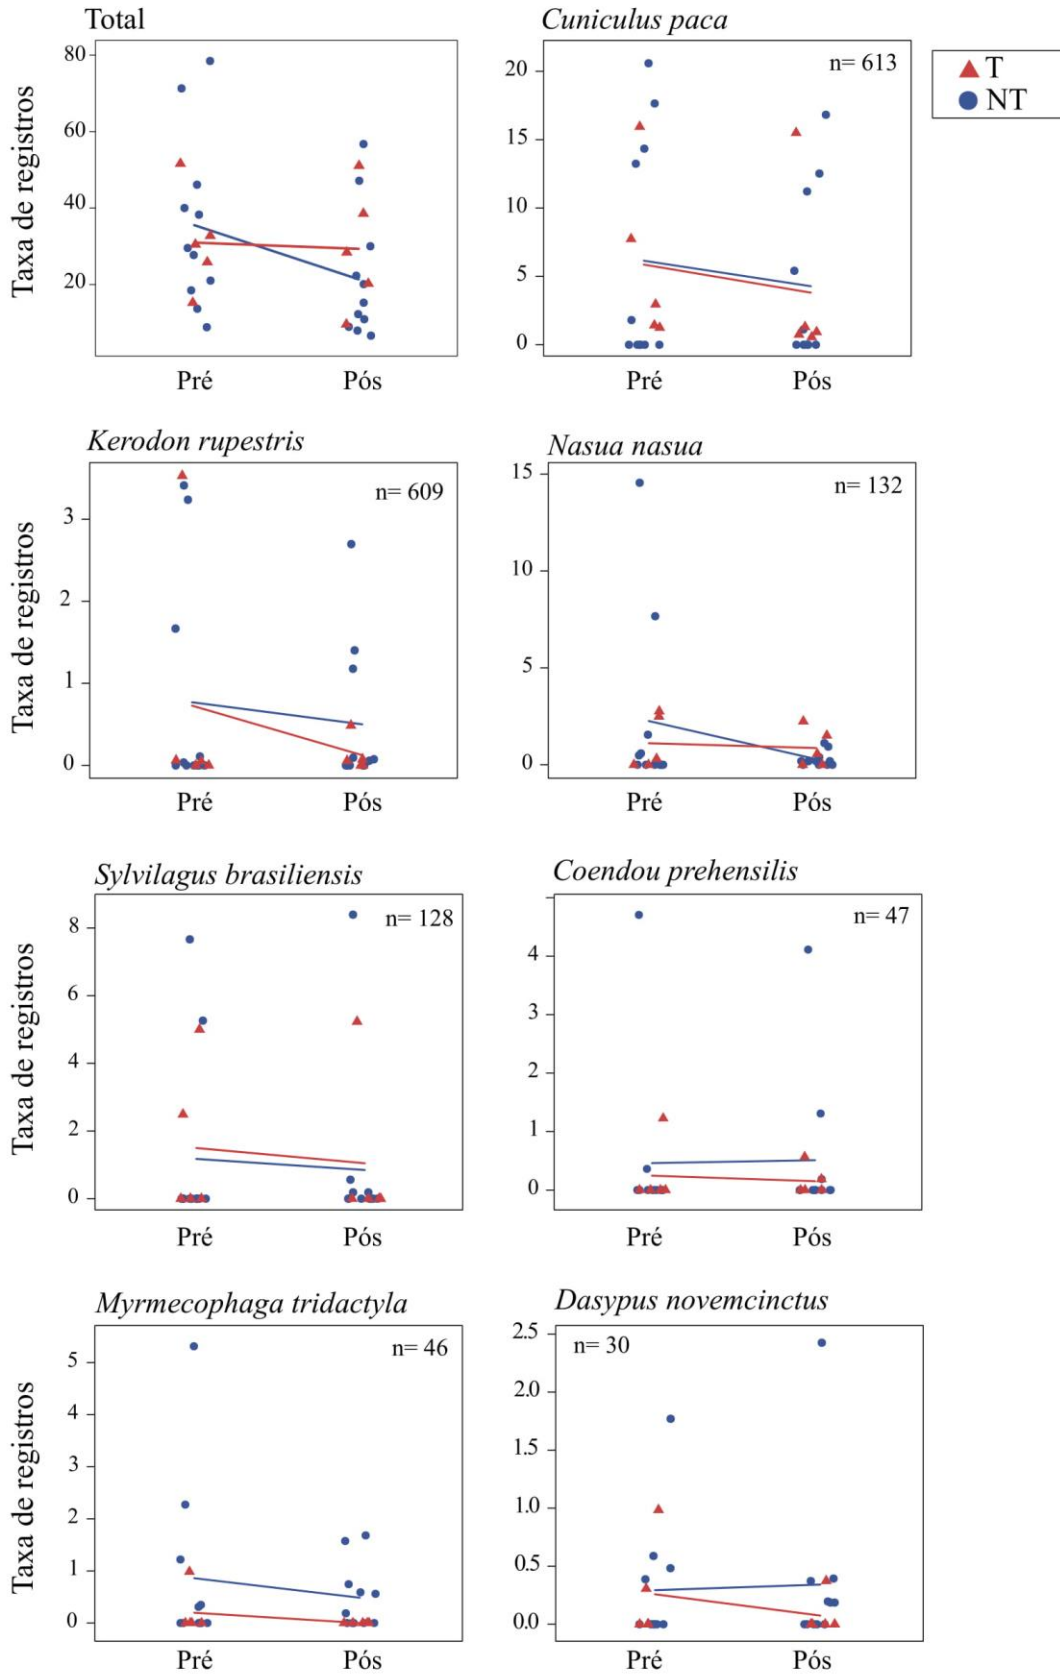 Total
Cuniculus paca
T
NT
Taxa de registros
80
60
40
20
Pré
Pós
n= 613
20
15
10
5
0
Pré
Pós
Kerodon rupestris
Nasua nasua
Taxa de registros
n= 609
3
2
1
0
Pré
Pós
n= 132
15
10
5
0
Pré
Pós
Sylvilagus brasiliensis
Coendou prehensilis
Taxa de registros
n= 128
8
6
4
2
0
Pré
Pós
n= 47
4
3
2
1
0
Pré
Pós
Myrmecophaga tridactyla
Dasypus novemcinctus
Taxa de registros
n= 46
5
4
3
2
1
0
Pré
Pós
n= 30
2.5
2.0
1.5
1.0
0.5
0.0
Pré
Pós